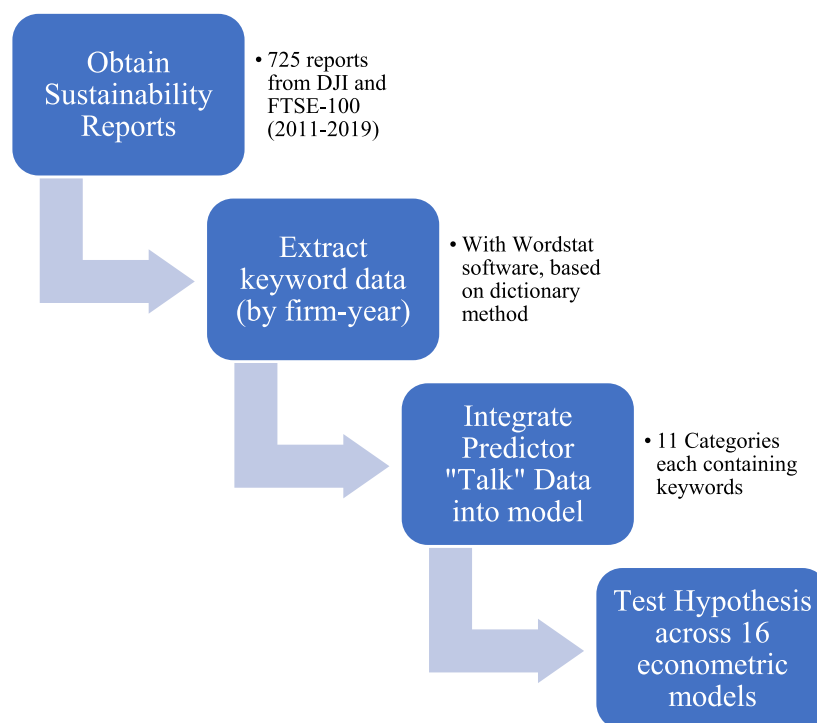 Obtain
Sustainability
Reports
• 725 reports
from DJI and
FTSE-100
(2011-2019)
Extract
keyword data
(by firm-year)
• With Wordstat
software, based
on dictionary
method
Integrate
Predictor
"Talk" Data
into model
• 11 Categories
each containing
keywords
Test Hypothesis
across 16
econometric
models